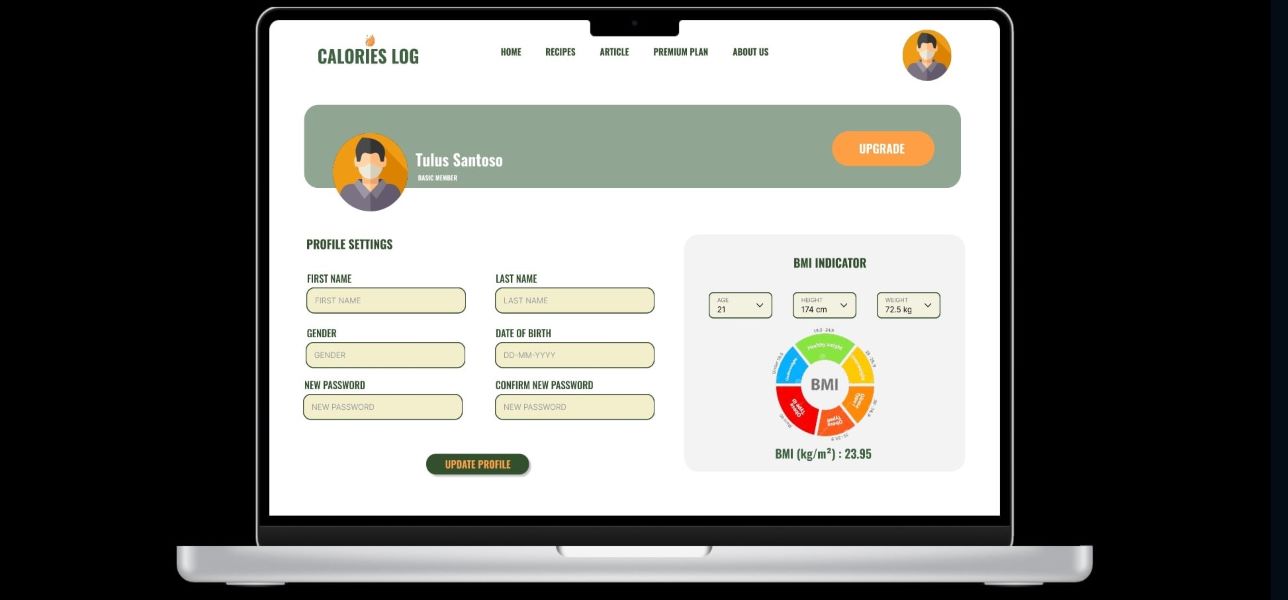 CALORIES LOG
HOME
RECIPES
ARTICLE
PREMIUM PLAN
ABOUT US
Tulus Santoso
BASIC MEMBER
UPGRADE
PROFILE SETTINGS
FIRST NAME
LAST NAME
FIRST NAME
LAST NAME
GENDER
DATE OF BIRTH
GENDER
DD-MM-YYYY
NEW PASSWORD
CONFIRM NEW PASSWORD
NEW PASSWORD
NEW PASSWORD
UPDATE PROFILE
BMI INDICATOR
AGE
21
HEIGHT
174 cm
WEIGHT
72.5 kg
Healthy weight
BMI
BMI (kg/m²) : 23.95